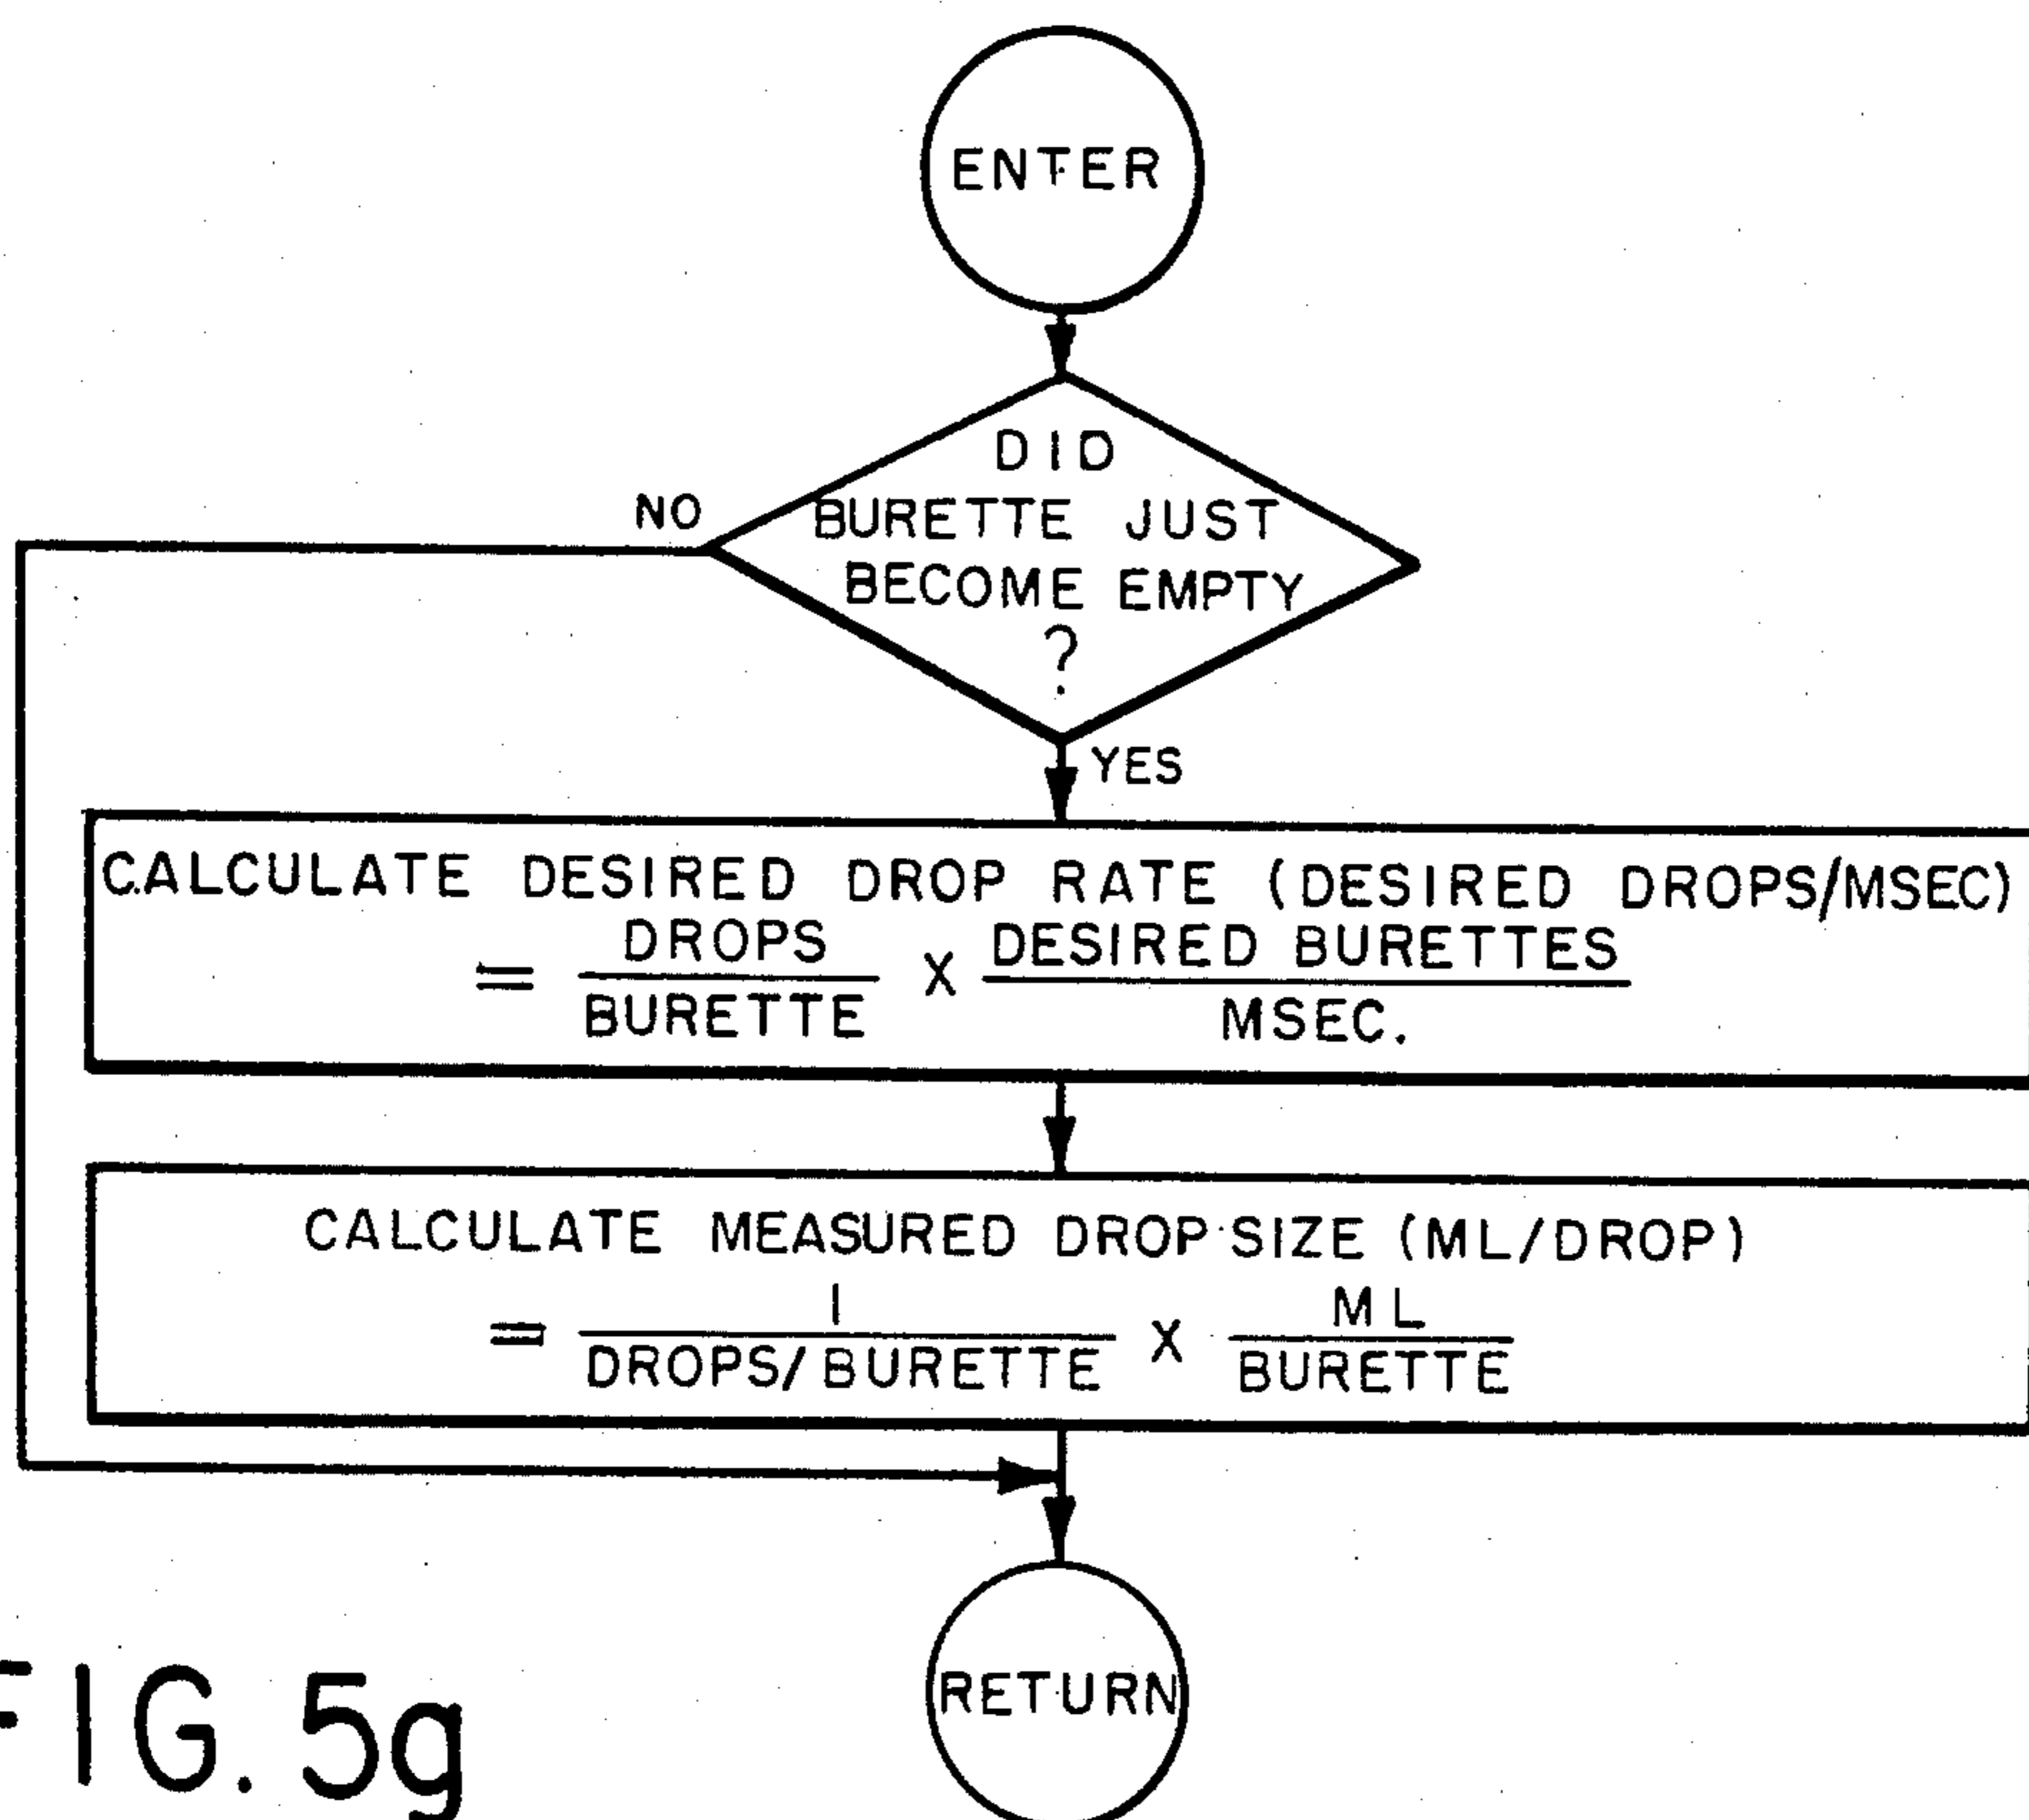 ENTER
DID
BURETTE JUST
BECOME EMPTY
?
NO
YES
CALCULATE DESIRED DROP RATE (DESIRED DROPS/MSEC)
= DROPS/BURETTE X DESIRED BURETTES/MSEC.
CALCULATE MEASURED DROP SIZE (ML/DROP)
= 1/DROPS/BURETTE X ML/BURETTE
RETURN
FIG. 5g